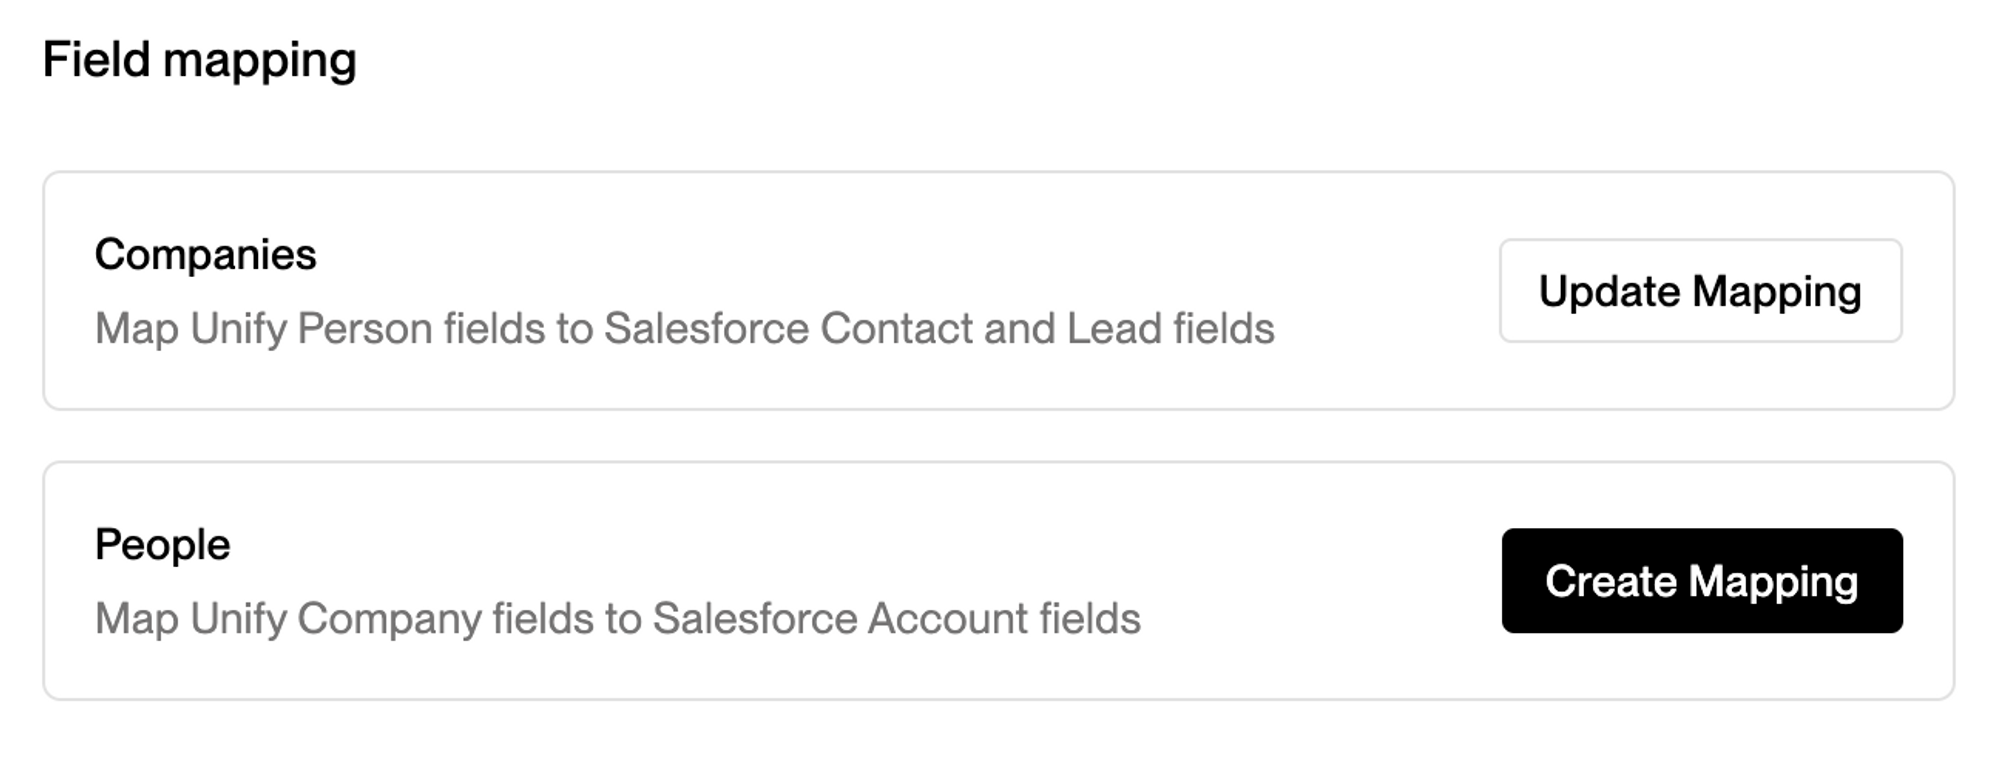 Field mapping
Companies
Map Unify Person fields to Salesforce Contact and Lead fields
Update Mapping
People
Map Unify Company fields to Salesforce Account fields
Create Mapping